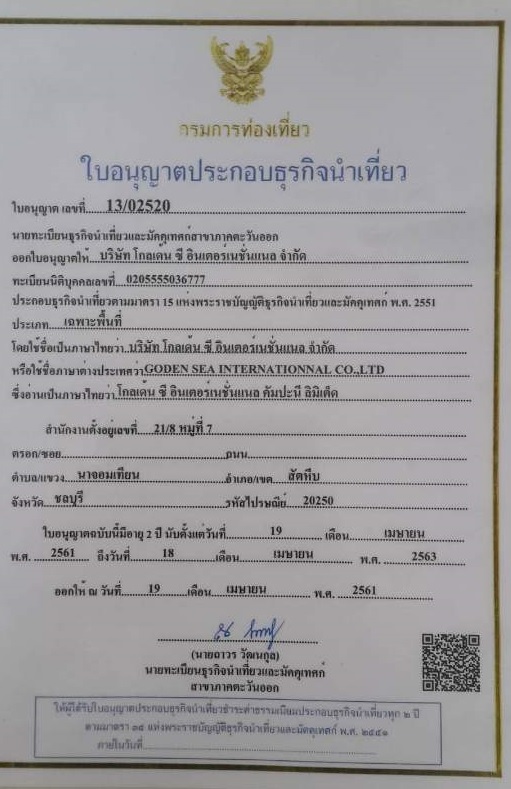 กรมการท่องเที่ยว
ใบอนุญาตประกอบธุรกิจนำเที่ยว
ใบอนุญาต เลขที่.....13/02520
นายทะเบียนธุรกิจนำเที่ยวและมัคคุเทศก์สาขาภาคตะวันออก
ออกใบอนุญาตให้...บริษัท โกลเด้น ซี อินเตอร์เนชั่นแนล จำกัด
ทะเบียนนิติบุคคลเลขที่...0205555036777
ประกอบธุรกิจนำเที่ยวตามมาตรา 15 แห่งพระราชบัญญัติธุรกิจนำเที่ยวและมัคคุเทศก์ พ.ศ. 2551
ประเภท....เฉพาะพื้นที่
โดยใช้ชื่อเป็นภาษาไทยว่า..บริษัท โกลเด้น ซี อินเตอร์เนชั่นแนล จำกัด
หรือใช้ชื่อภาษาต่างประเทศว่าGODEN SEA INTERNATIONNAL CO.,LTD
ซึ่งอ่านเป็นภาษาไทยว่า.โกลเด้น ซี อินเตอร์เนชั่นแนล คัมปะนี ลิมิเต็ด
สำนักงานตั้งอยู่เลขที่....21/8 หมู่ที่ 7
ตรอก/ซอย..........ถนน..........
ตำบล/แขวง...นาจอมเทียน..........อำเภอ/เขต....สัตหีบ
จังหวัด...ชลบุรี..........รหัสไปรษณีย์....20250
ใบอนุญาตฉบับนี้มีอายุ 2 ปี นับตั้งแต่วันที่..........19..........เดือน..........เมษายน
พ.ศ. ....2561....ถึงวันที่..........18..........เดือน..........เมษายน..........พ.ศ. ....2563
ออกให้ ณ วันที่.......19.......เดือน....เมษายน..........พ.ศ. ....2561
(นายถาวร วัฒนกูล)
นายทะเบียนธุรกิจนำเที่ยวและมัคคุเทศก์
สาขาภาคตะวันออก
ให้ผู้ได้รับใบอนุญาตประกอบธุรกิจนำเที่ยวชำระค่าธรรมเนียมประกอบธุรกิจนำเที่ยวทุก ๒ ปี
ตามมาตรา ๑๙ แห่งพระราชบัญญัติธุรกิจนำเที่ยวและมัคคุเทศก์ พ.ศ. ๒๕๕๑
ภายในวันที่..........